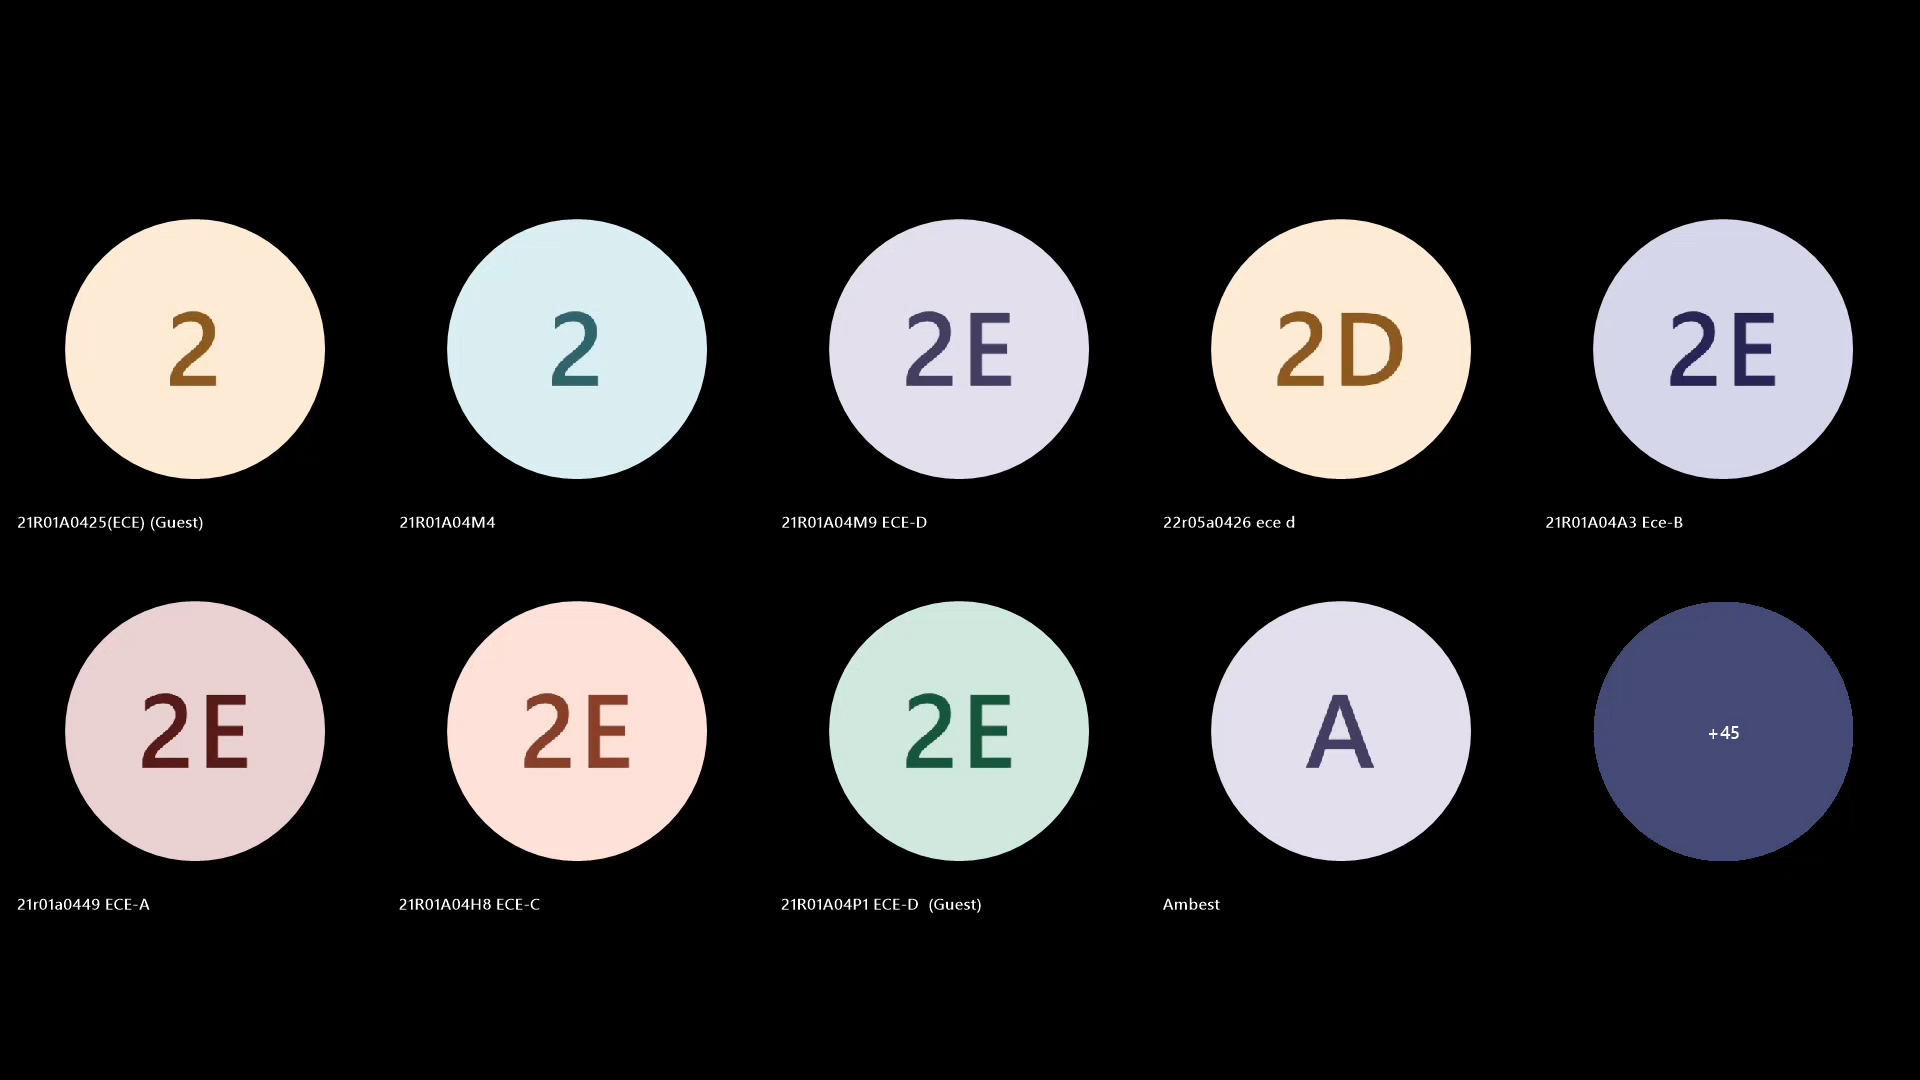 2
2
2E
2D
2E
21R01A0425(ECE) (Guest)
21R01A04M4
21R01A04M9 ECE-D
22r05a0426 ece d
21R01A04A3 Ece-B
2E
2E
2E
A
+45
21r01a0449 ECE-A
21R01A04H8 ECE-C
21R01A04P1 ECE-D (Guest)
Ambest